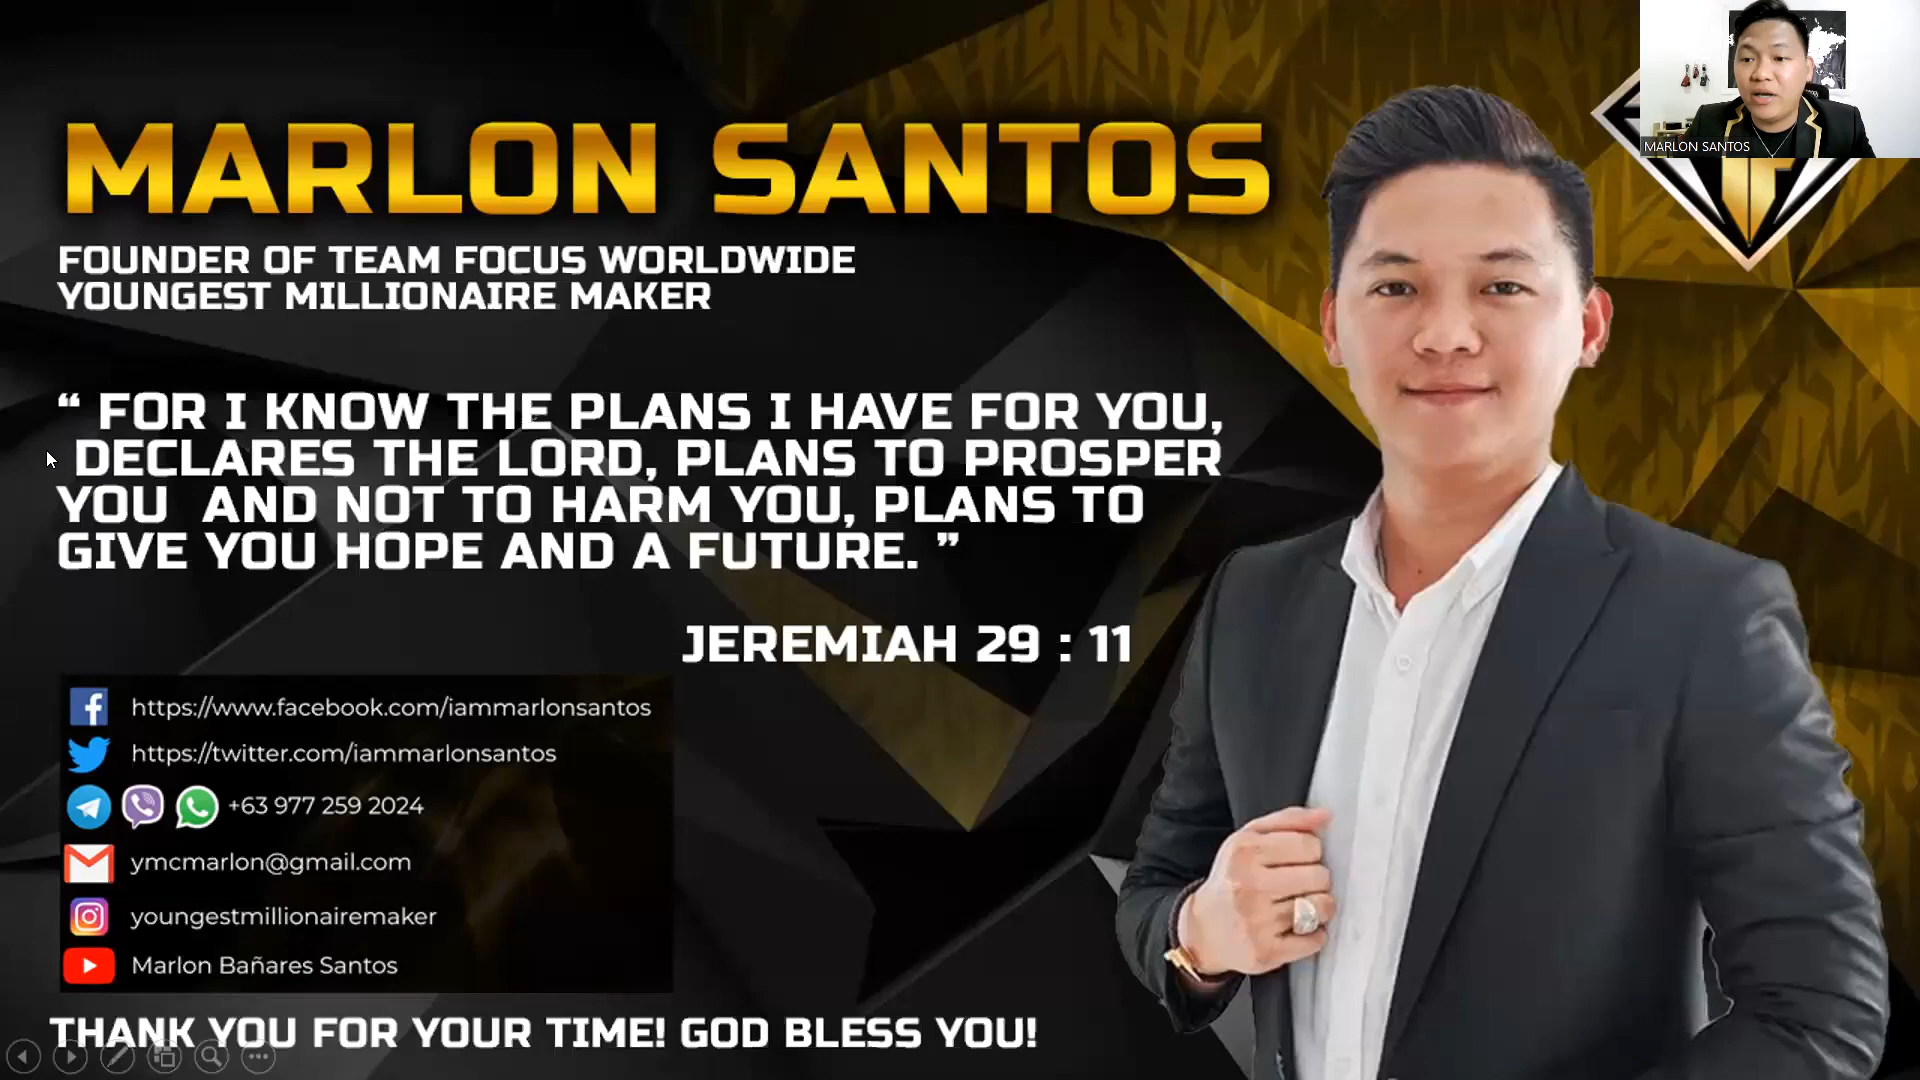 MARLON SANTOS
FOUNDER OF TEAM FOCUS WORLDWIDE
YOUNGEST MILLIONAIRE MAKER
“ FOR I KNOW THE PLANS I HAVE FOR YOU,
DECLARES THE LORD, PLANS TO PROSPER
YOU AND NOT TO HARM YOU, PLANS TO
GIVE YOU HOPE AND A FUTURE. ”
JEREMIAH 29 : 11
https://www.facebook.com/iammarlonsantos
https://twitter.com/iammarlonsantos
+63 977 259 2024
ymcmarlon@gmail.com
youngestmillionairemaker
Marlon Bañares Santos
THANK YOU FOR YOUR TIME! GOD BLESS YOU!
MARLON SANTOS